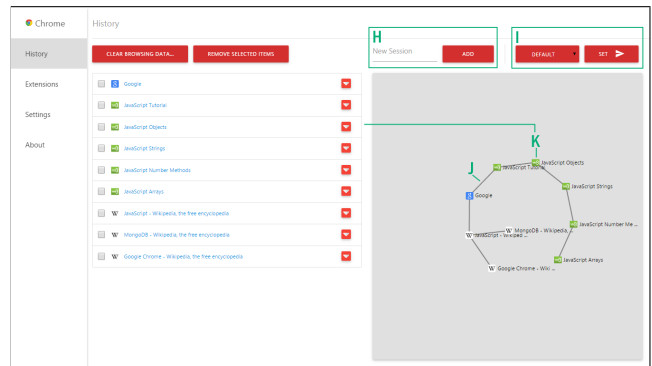 Chrome
History
History
Extensions
Settings
About
CLEAR BROWSING DATA...
REMOVE SELECTED ITEMS
H
New Session
ADD
I
DEFAULT
SET
Google
JavaScript Tutorial
JavaScript Objects
JavaScript Strings
JavaScript Number Methods
JavaScript Arrays
W JavaScript - Wikipedia, the free encyclopedia
W MongoDB - Wikipedia, the free encyclopedia
W Google Chrome - Wikipedia, the free encyclopedia
K
J
JavaScript Objects
JavaScript Tutorial
JavaScript Strings
g Google
JavaScript Number Me ...
W MongoDB - Wikipedia, ...
W JavaScript - Wikiped ...
JavaScript Arrays
W Google Chrome - Wiki ...